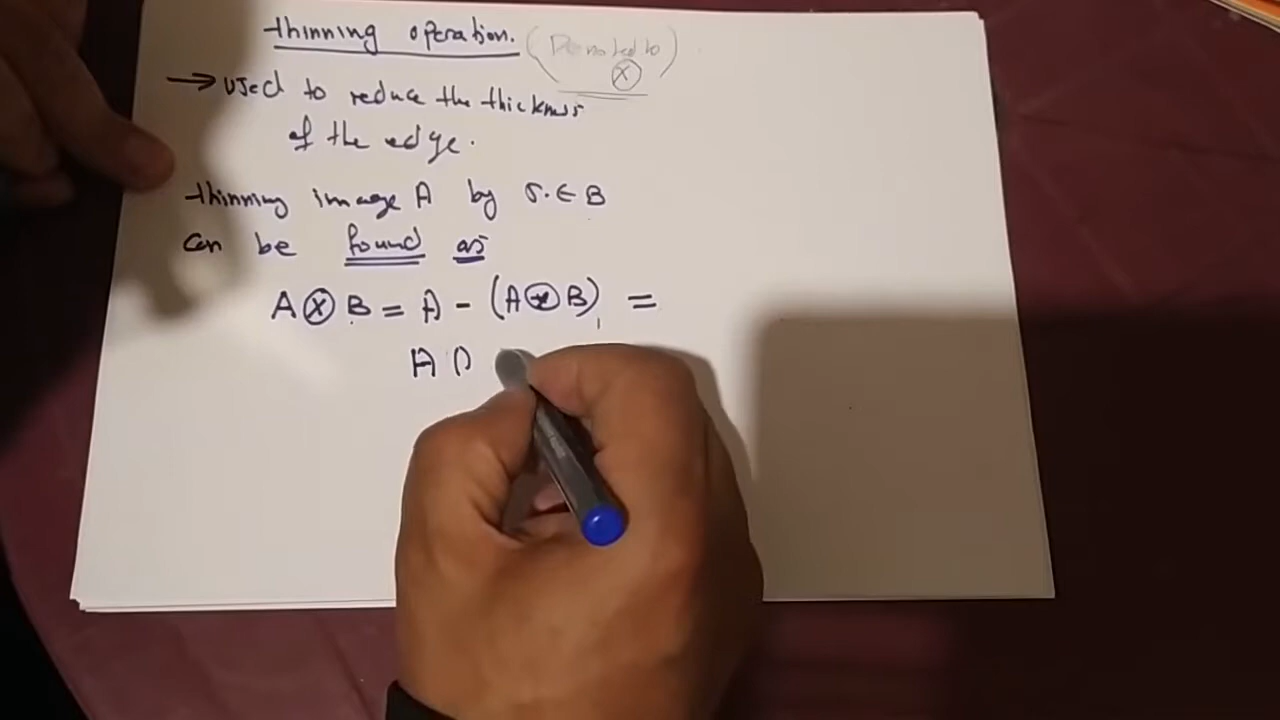 thinning operation. (Denoted to ⊗)
→ used to reduce the thickness
of the edge.
thinning image A by S.E B
can be found as
A ⊗ B = A - (A ⊛ B) =
A ∩